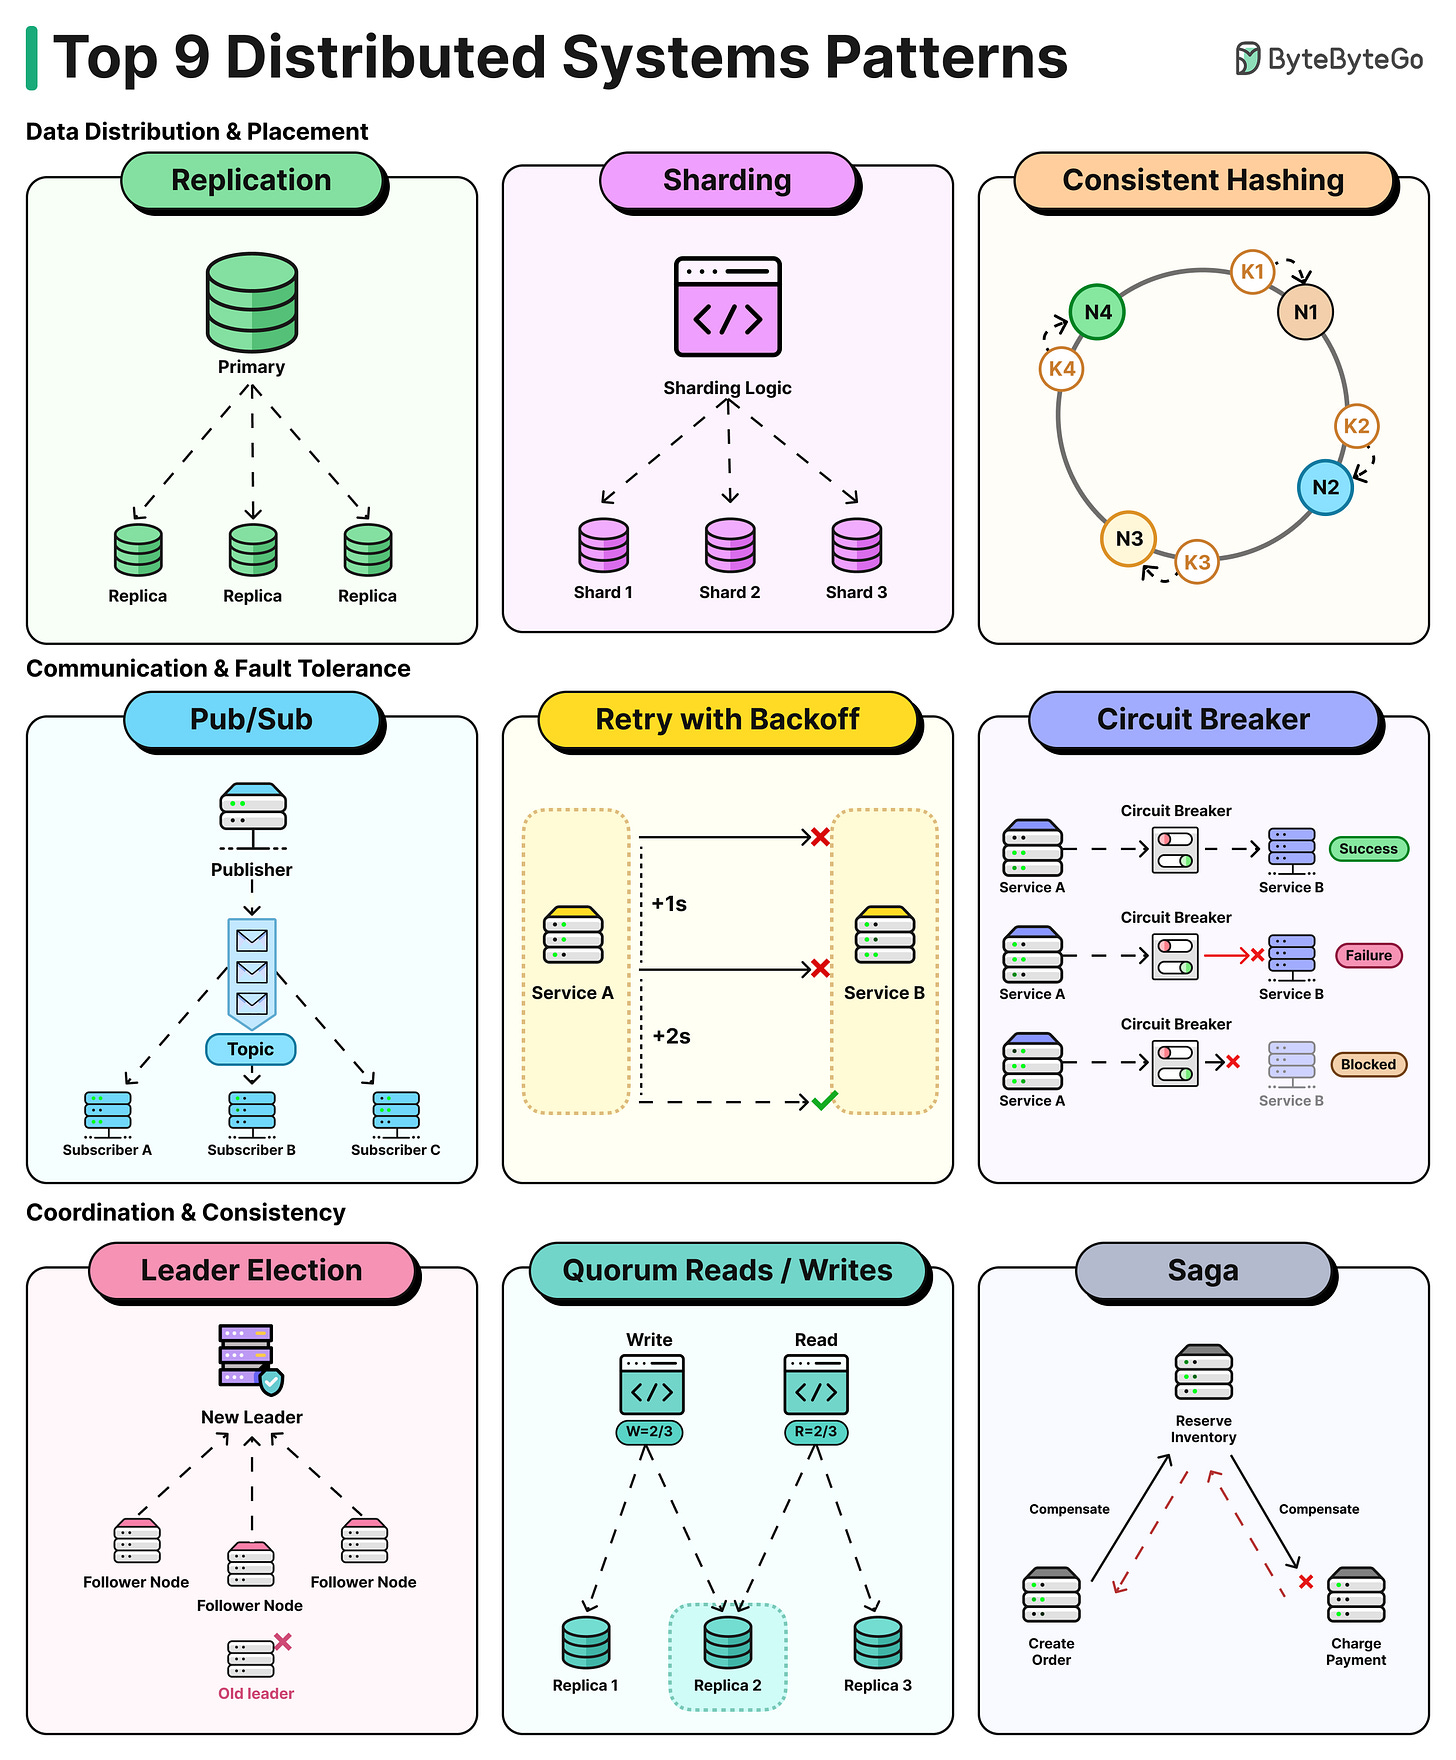 Top 9 Distributed Systems Patterns
ByteByteGo
Data Distribution & Placement
Replication
Primary
Replica
Replica
Replica
Sharding
</>
Sharding Logic
Shard 1
Shard 2
Shard 3
Consistent Hashing
K1
N1
N4
K4
K2
N2
N3
K3
Communication & Fault Tolerance
Pub/Sub
Publisher
Topic
Subscriber A
Subscriber B
Subscriber C
Retry with Backoff
+1s
Service A
Service B
+2s
Circuit Breaker
Circuit Breaker
Service A
Service B
Success
Circuit Breaker
Service A
Service B
Failure
Circuit Breaker
Service A
Service B
Blocked
Coordination & Consistency
Leader Election
New Leader
Follower Node
Follower Node
Follower Node
Old leader
Quorum Reads / Writes
Write
Read
</>
</>
W=2/3
R=2/3
Replica 1
Replica 2
Replica 3
Saga
Reserve
Inventory
Compensate
Compensate
Create
Order
Charge
Payment